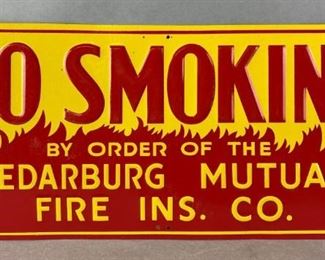 O SMOKIN
BY ORDER OF THE
EDARBURG MUTUA
FIRE INS. CO.